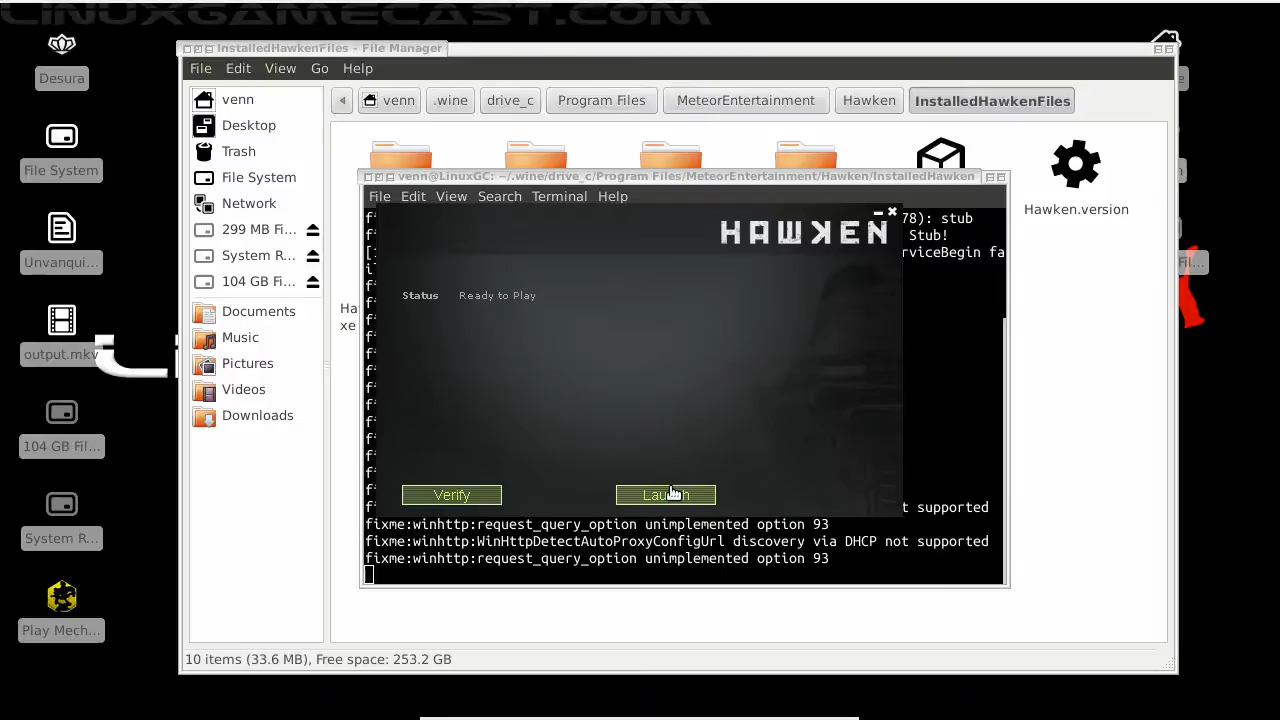 LINUXGAMECAST.COM
Desura
File System
Unvanqui...
output.mkv
104 GB Fil...
System R...
Play Mech...
InstalledHawkenFiles - File Manager
File Edit View Go Help
venn
Desktop
Trash
File System
Network
299 MB Fi...
System R...
104 GB Fi...
Documents
Music
Pictures
Videos
Downloads
venn .wine drive_c Program Files MeteorEntertainment Hawken InstalledHawkenFiles
Hawken.version
Ha
xe
venn@LinuxGC: ~/.wine/drive_c/Program Files/MeteorEntertainment/Hawken/InstalledHawken
File Edit View Search Terminal Help
78): stub
Stub!
rviceBegin fa
il
HAWKEN
Status Ready to Play
Verify Launch
t supported
fixme:winhttp:request_query_option unimplemented option 93
fixme:winhttp:WinHttpDetectAutoProxyConfigUrl discovery via DHCP not supported
fixme:winhttp:request_query_option unimplemented option 93
10 items (33.6 MB), Free space: 253.2 GB
Fil...